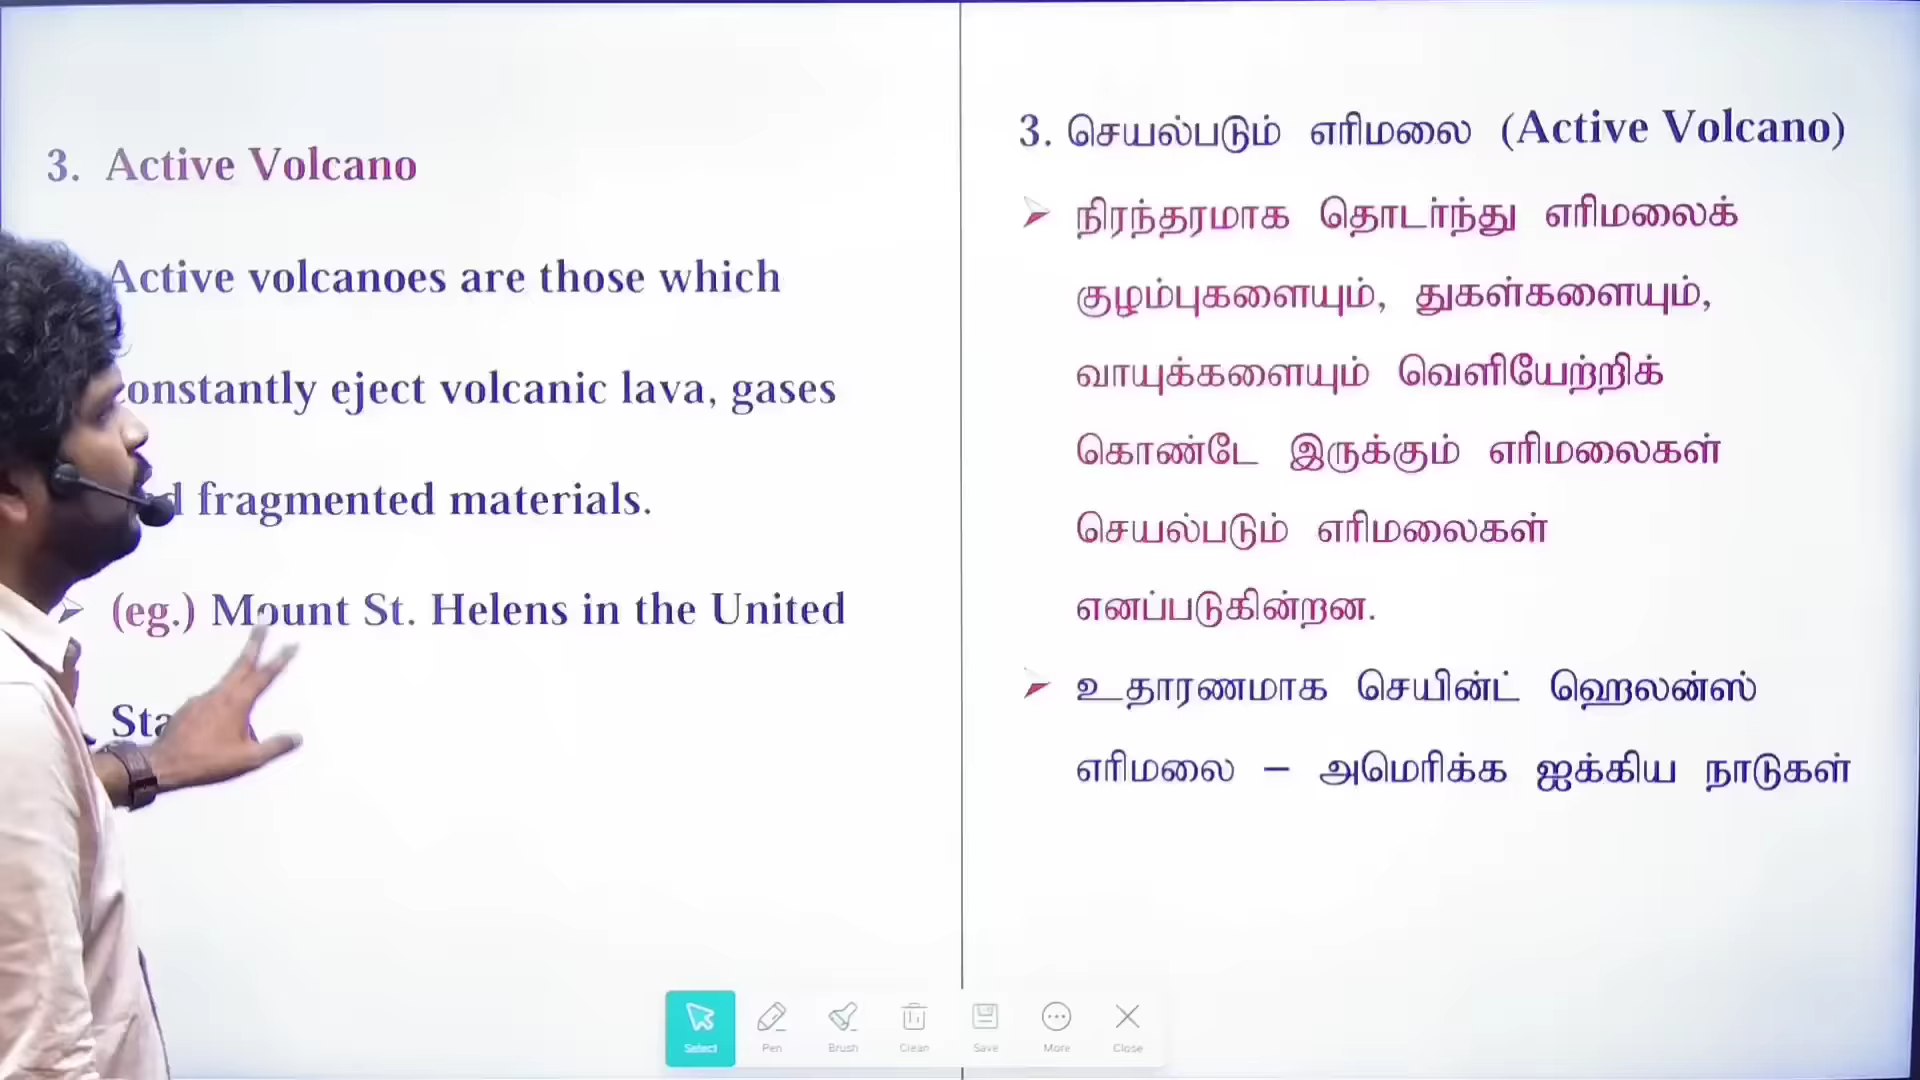 3. Active Volcano
Active volcanoes are those which
constantly eject volcanic lava, gases
fragmented materials.
(eg.) Mount St. Helens in the United
3. செயல்படும் எரிமலை (Active Volcano)
நிரந்தரமாக தொடர்ந்து எரிமலைக்
குழம்புகளையும், துகள்களையும்,
வாயுக்களையும் வெளியேற்றிக்
கொண்டே இருக்கும் எரிமலைகள்
செயல்படும் எரிமலைகள்
எனப்படுகின்றன.
உதாரணமாக செயின்ட் ஹெலன்ஸ்
எரிமலை – அமெரிக்க ஐக்கிய நாடுகள்
Select Pen Brush Clean Save More Close